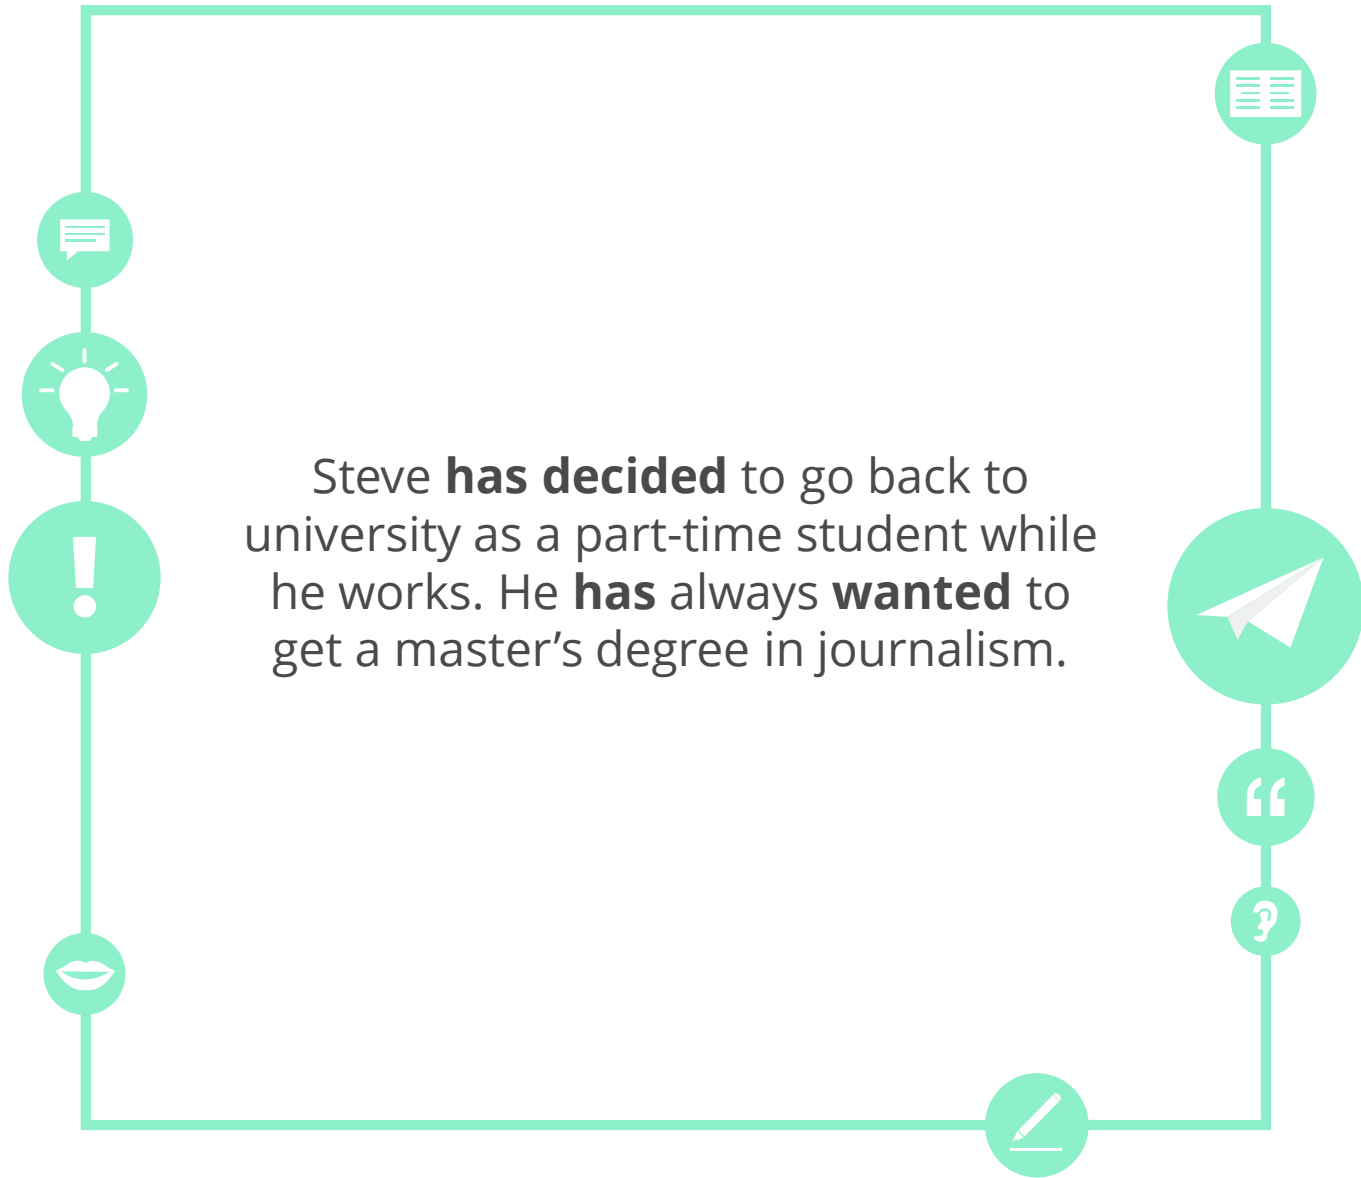 Steve has decided to go back to
university as a part-time student while
he works. He has always wanted to
get a master’s degree in journalism.